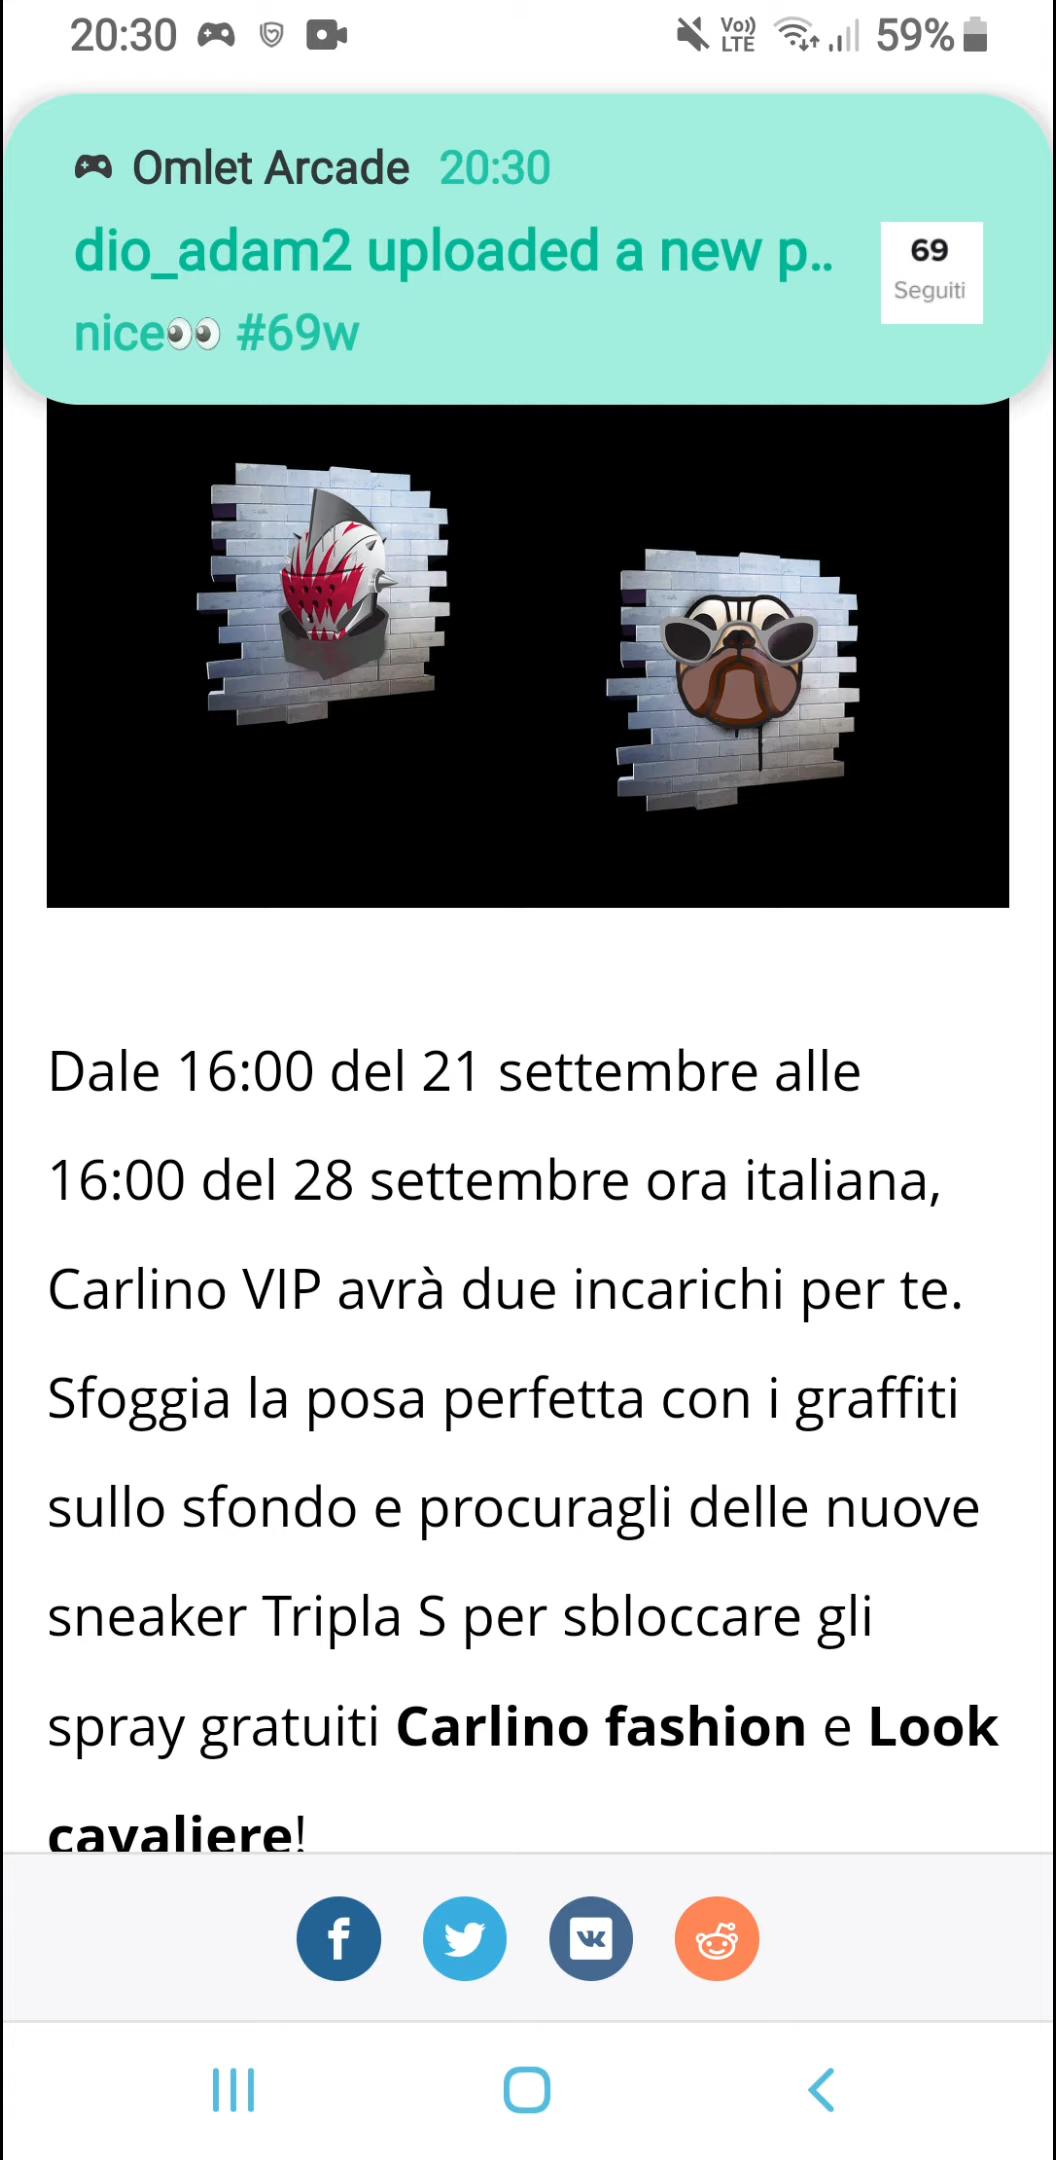 20:30 Vo)) LTE 59%
Omlet Arcade 20:30
dio_adam2 uploaded a new p..
nice👀 #69w
69
Seguiti
Dale 16:00 del 21 settembre alle
16:00 del 28 settembre ora italiana,
Carlino VIP avrà due incarichi per te.
Sfoggia la posa perfetta con i graffiti
sullo sfondo e procuragli delle nuove
sneaker Tripla S per sbloccare gli
spray gratuiti Carlino fashion e Look
cavaliere!